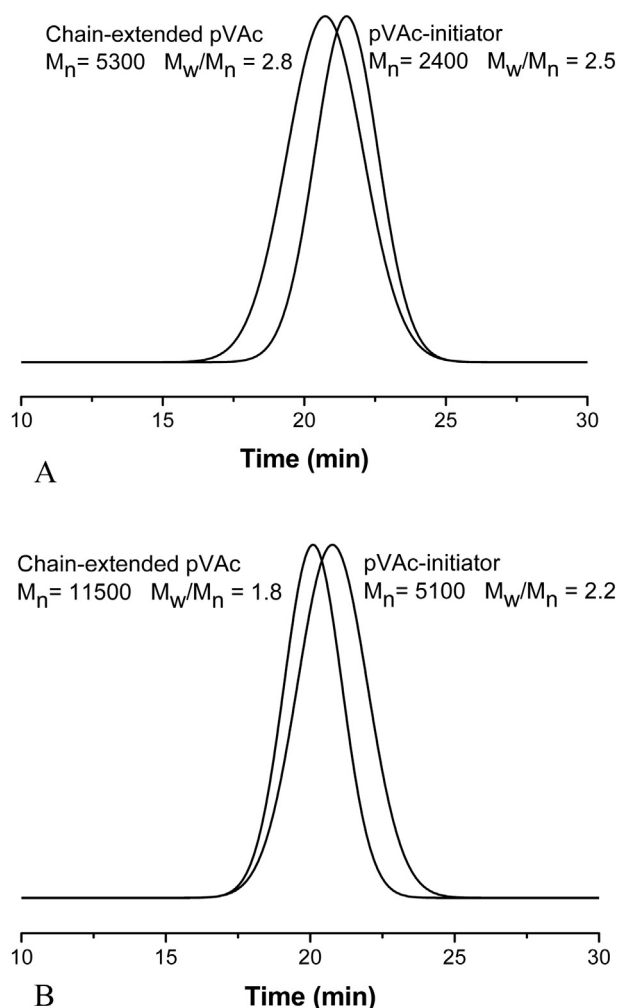 Chain-extended pVAc
Mn= 5300 Mw/Mn = 2.8
pVAc-initiator
Mn= 2400 Mw/Mn = 2.5
10 15 20 25 30
Time (min)
A
Chain-extended pVAc
Mn= 11500 Mw/Mn = 1.8
pVAc-initiator
Mn= 5100 Mw/Mn = 2.2
10 15 20 25 30
Time (min)
B